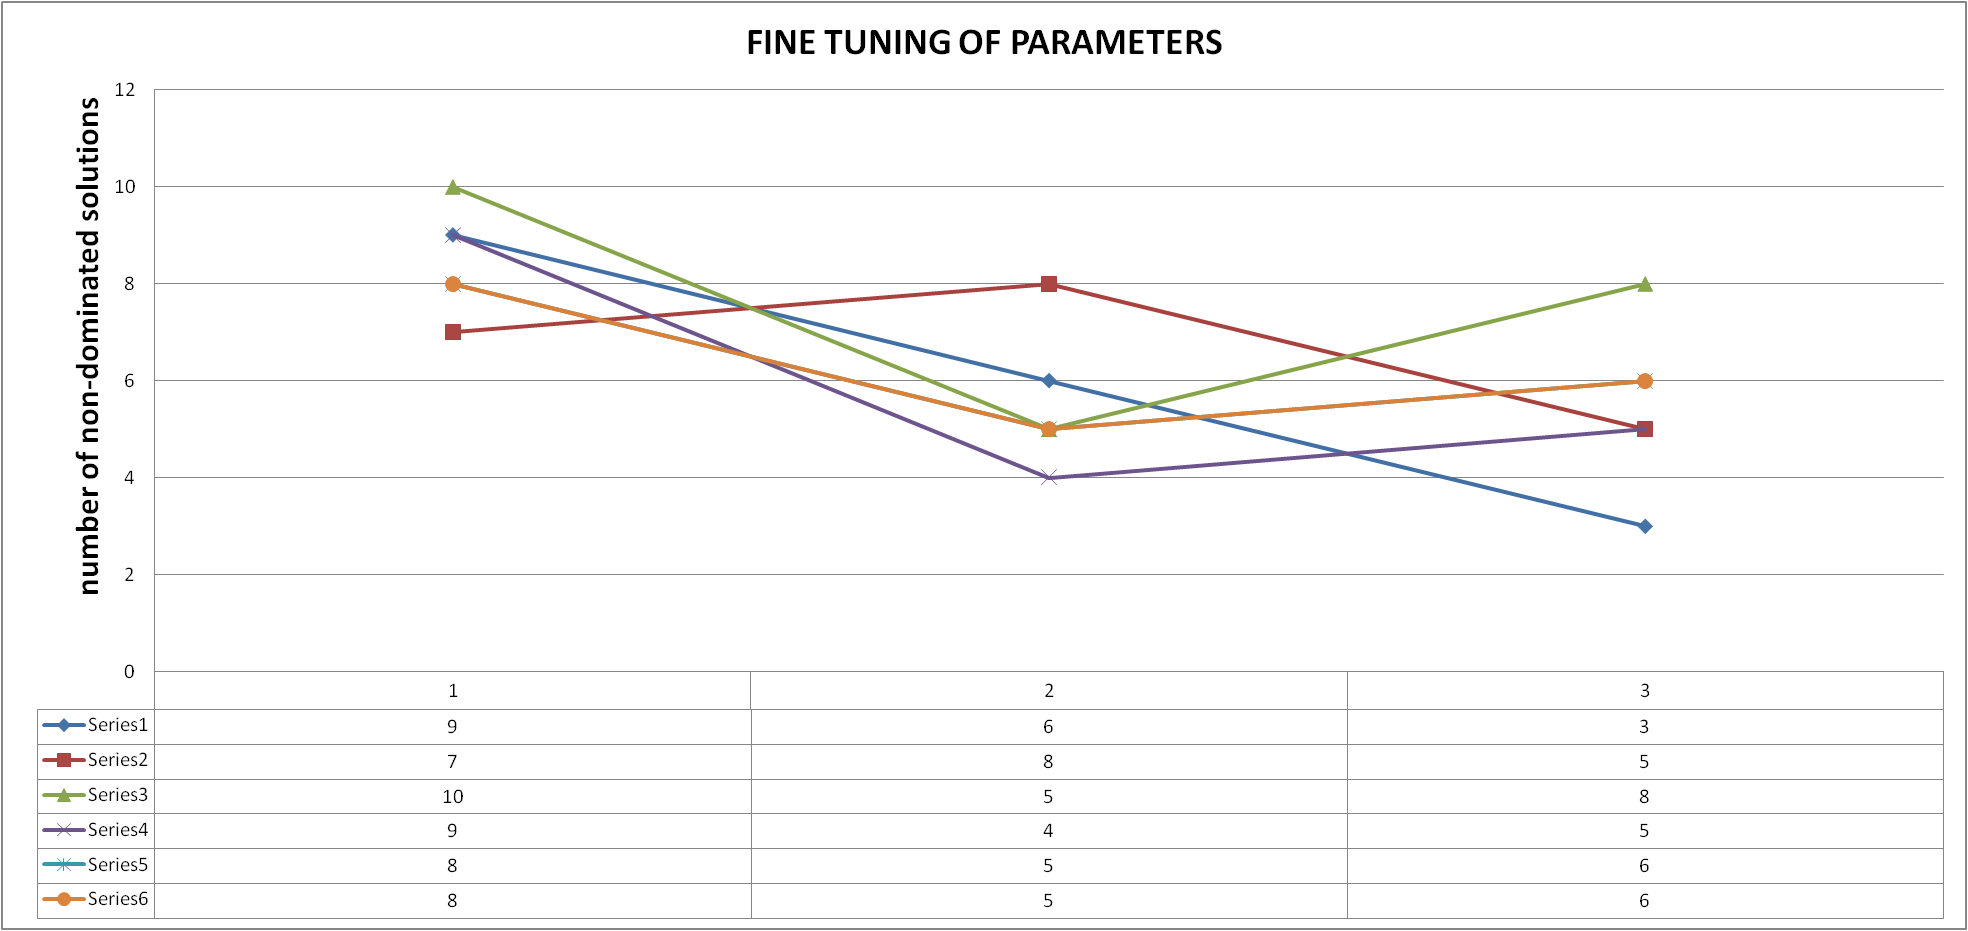 FINE TUNING OF PARAMETERS
number of non-dominated solutions
12
10
8
6
4
2
0
1 2 3
Series1 9 6 3
Series2 7 8 5
Series3 10 5 8
Series4 9 4 5
Series5 8 5 6
Series6 8 5 6